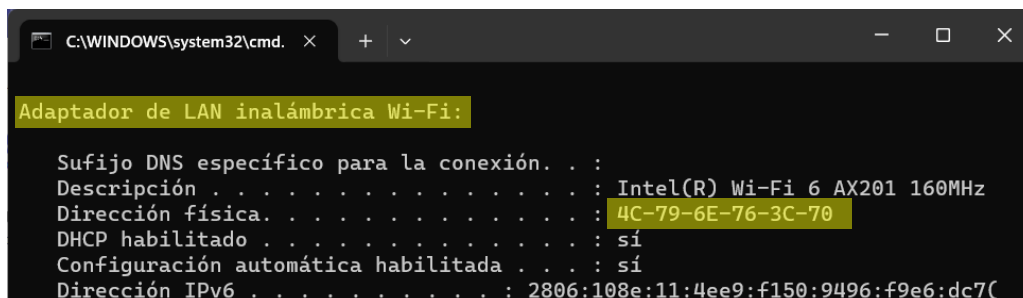 C:\WINDOWS\system32\cmd.
Adaptador de LAN inalámbrica Wi-Fi:
Sufijo DNS específico para la conexión. . :
Descripción . . . . . . . . . . . . . . . : Intel(R) Wi-Fi 6 AX201 160MHz
Dirección física. . . . . . . . . . . . . : 4C-79-6E-76-3C-70
DHCP habilitado . . . . . . . . . . . . . : sí
Configuración automática habilitada . . . : sí
Dirección IPv6 . . . . . . . . . . : 2806:108e:11:4ee9:f150:9496:f9e6:dc7(